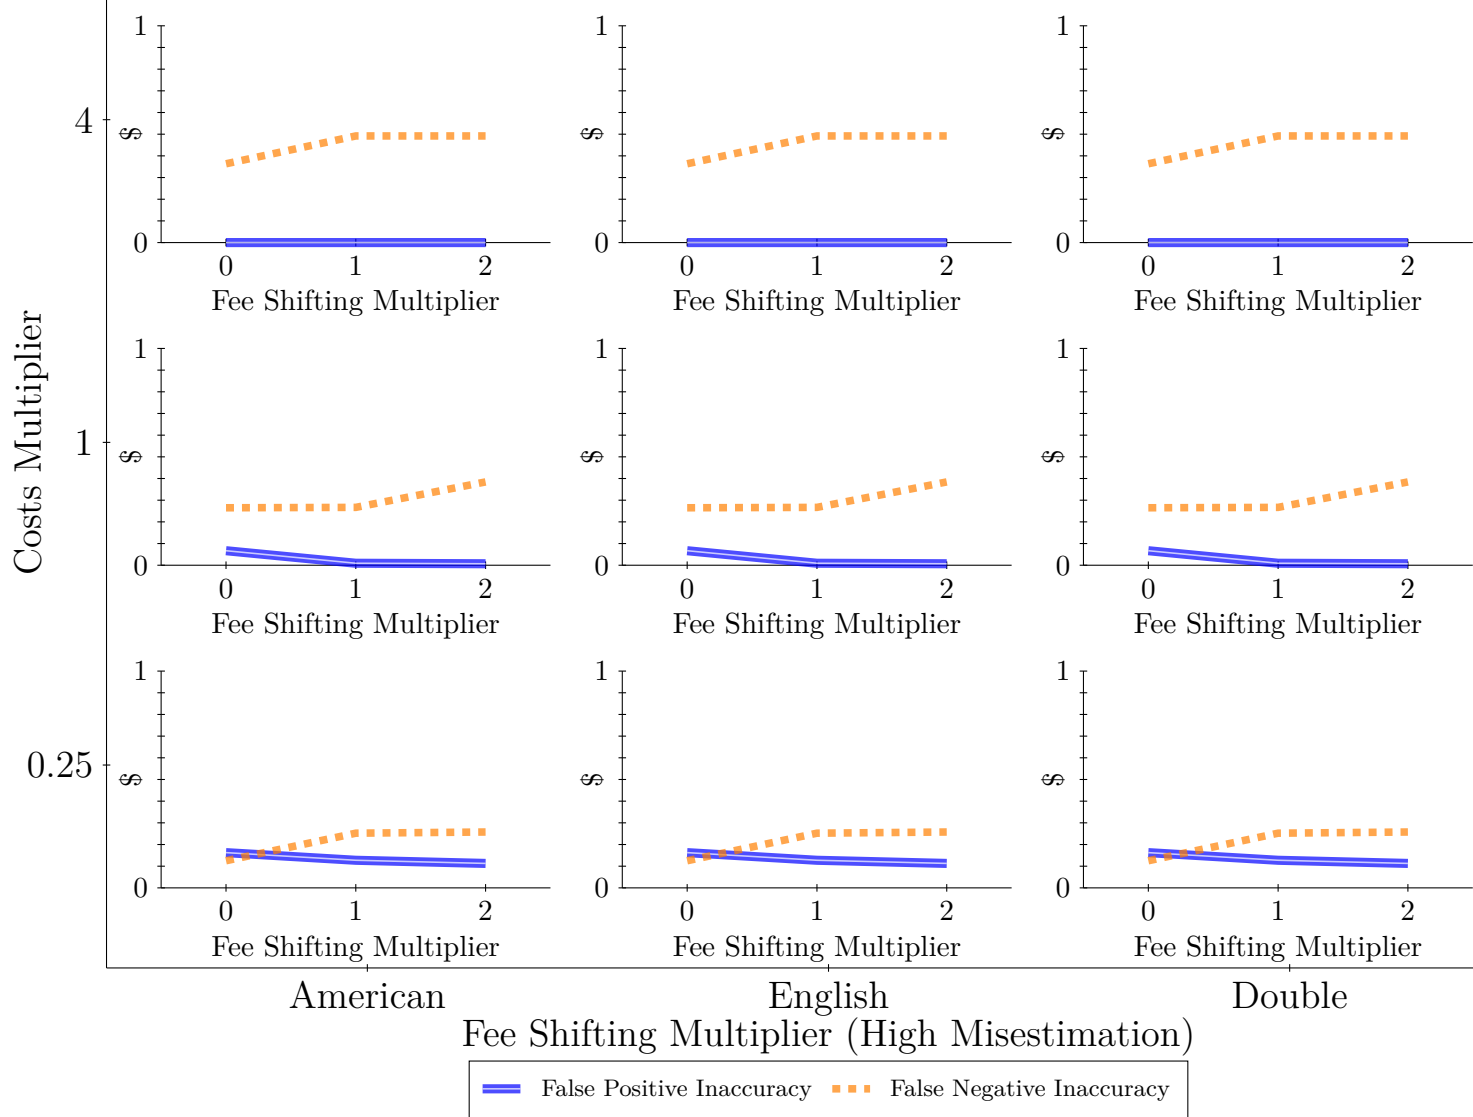 Costs Multiplier
4
1
0.25
1
$
0
0 1 2
Fee Shifting Multiplier
1
$
0
0 1 2
Fee Shifting Multiplier
1
$
0
0 1 2
Fee Shifting Multiplier
1
$
0
0 1 2
Fee Shifting Multiplier
1
$
0
0 1 2
Fee Shifting Multiplier
1
$
0
0 1 2
Fee Shifting Multiplier
1
$
0
0 1 2
Fee Shifting Multiplier
1
$
0
0 1 2
Fee Shifting Multiplier
1
$
0
0 1 2
Fee Shifting Multiplier
American English Double
Fee Shifting Multiplier (High Misestimation)
False Positive Inaccuracy False Negative Inaccuracy